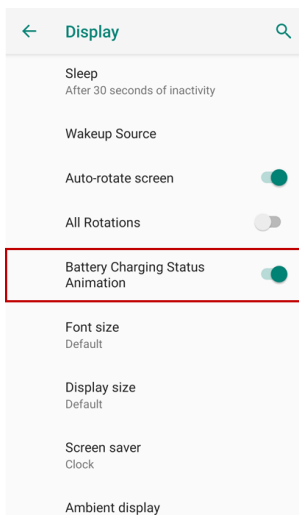 Display
Sleep
After 30 seconds of inactivity
Wakeup Source
Auto-rotate screen
All Rotations
Battery Charging Status
Animation
Font size
Default
Display size
Default
Screen saver
Clock
Ambient display